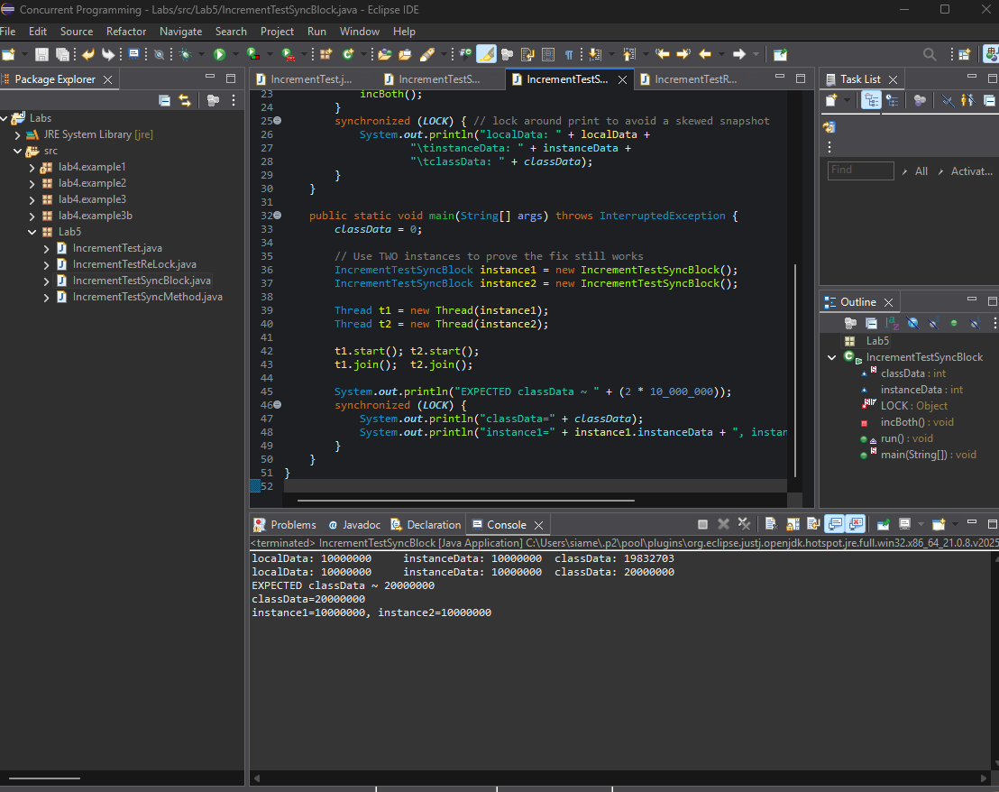 Concurrent Programming - Labs/src/Lab5/IncrementTestSyncBlock.java - Eclipse IDE
File Edit Source Refactor Navigate Search Project Run Window Help
Package Explorer
Labs
JRE System Library [jre]
src
lab4.example1
lab4.example2
lab4.example3
lab4.example3b
Lab5
IncrementTest.java
IncrementTestReLock.java
IncrementTestSyncBlock.java
IncrementTestSyncMethod.java
IncrementTest.j... IncrementTestS... IncrementTestS... IncrementTestR...
23 incBoth();
24 }
25 synchronized (LOCK) { // lock around print to avoid a skewed snapshot
26 System.out.println("localData: " + localData +
27 "\tinstanceData: " + instanceData +
28 "\tclassData: " + classData);
29 }
30 }
31
32 public static void main(String[] args) throws InterruptedException {
33 classData = 0;
34
35 // Use TWO instances to prove the fix still works
36 IncrementTestSyncBlock instance1 = new IncrementTestSyncBlock();
37 IncrementTestSyncBlock instance2 = new IncrementTestSyncBlock();
38
39 Thread t1 = new Thread(instance1);
40 Thread t2 = new Thread(instance2);
41
42 t1.start(); t2.start();
43 t1.join();  t2.join();
44
45 System.out.println("EXPECTED classData ~ " + (2 * 10_000_000));
46 synchronized (LOCK) {
47 System.out.println("classData=" + classData);
48 System.out.println("instance1=" + instance1.instanceData + ", instan
49 }
50 }
51 }
52
Task List
Find All Activat...
Outline
Lab5
IncrementTestSyncBlock
classData : int
instanceData : int
LOCK : Object
incBoth() : void
run() : void
main(String[]) : void
Problems Javadoc Declaration Console
<terminated> IncrementTestSyncBlock [Java Application] C:\Users\siame\.p2\pool\plugins\org.eclipse.justj.openjdk.hotspot.jre.full.win32.x86_64_21.0.8.v2025
localData: 10000000 instanceData: 10000000 classData: 19832703
localData: 10000000 instanceData: 10000000 classData: 20000000
EXPECTED classData ~ 20000000
classData=20000000
instance1=10000000, instance2=10000000